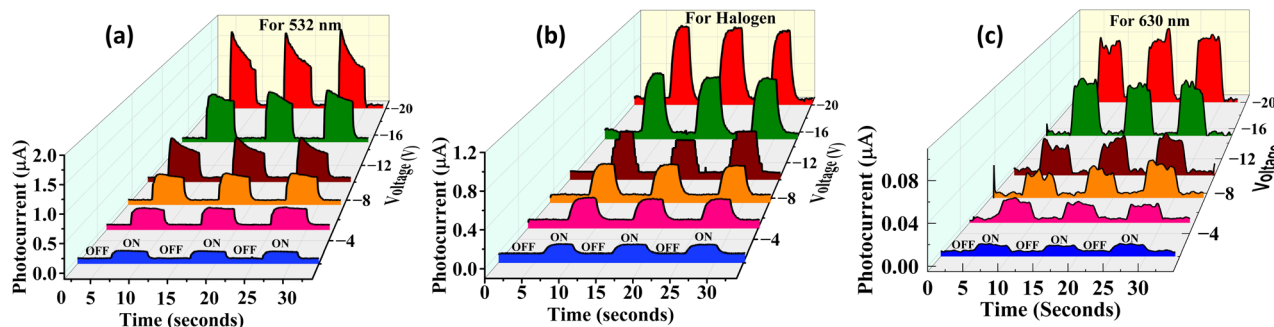 (a)
For 532 nm
2.0
1.5
1.0
0.5
0.0
Photocurrent (µA)
OFF ON OFF ON OFF ON
0 5 10 15 20 25 30
Time (seconds)
−4
−8
−12
−16
−20
Voltage (V)
(b)
For Halogen
1.2
0.8
0.4
0.0
Photocurrent (µA)
OFF ON OFF ON OFF ON
0 5 10 15 20 25 30
Time (seconds)
−4
−8
−12
−16
−20
Voltage (V)
(c)
For 630 nm
0.08
0.04
0.00
Photocurrent (µA)
OFF ON OFF ON OFF ON
0 5 10 15 20 25 30
Time (Seconds)
−4
−8
−12
−16
−20
Voltage